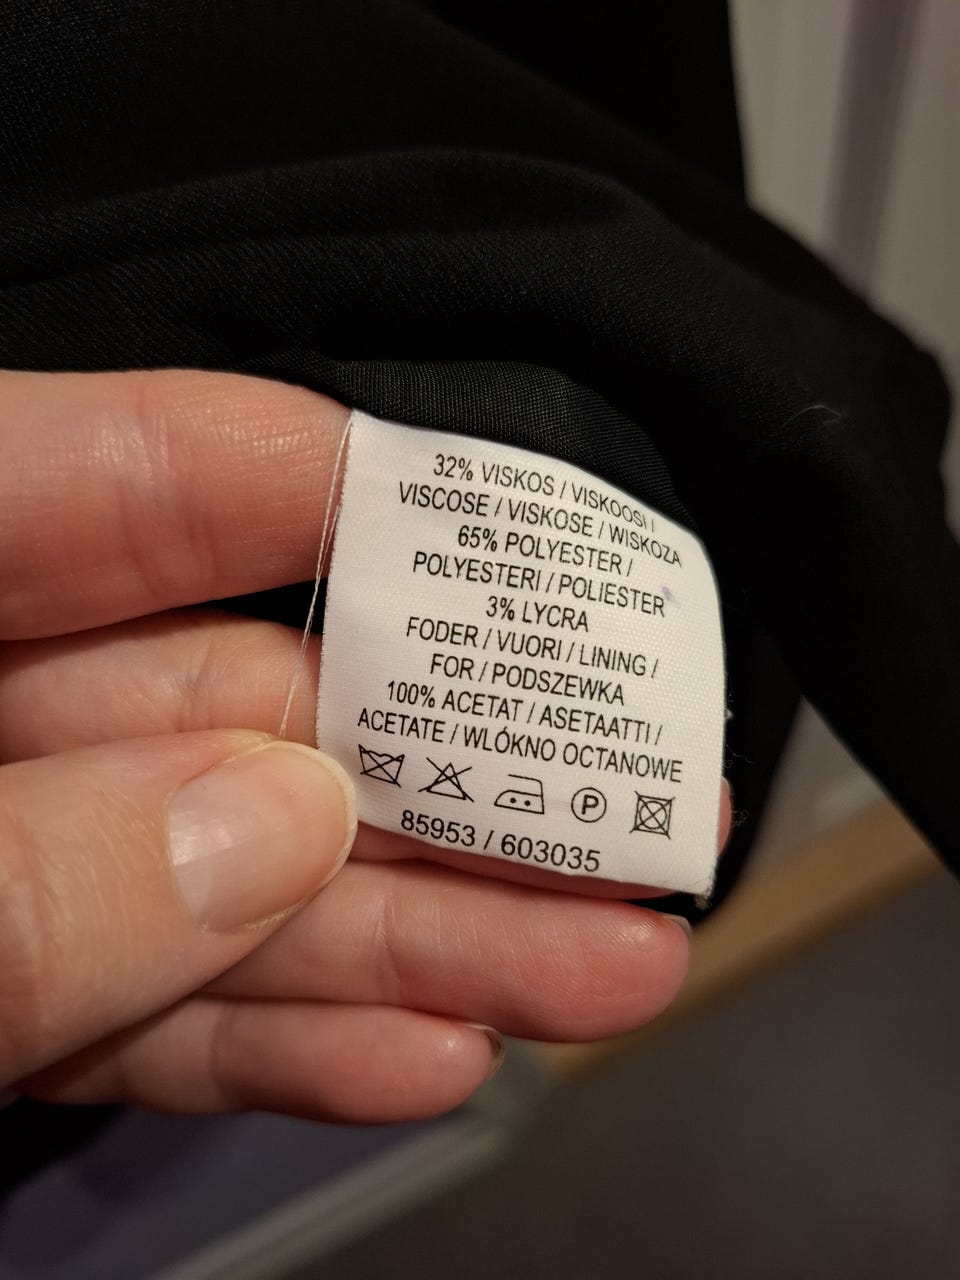 32% VISKOS / VISKOOSI /
VISCOSE / VISKOSE / WISKOZA
65% POLYESTER /
POLYESTERI / POLIESTER
3% LYCRA
FODER / VUORI / LINING /
FOR / PODSZEWKA
100% ACETAT / ASETAATTI /
ACETATE / WLÓKNO OCTANOWE
P
85953 / 603035